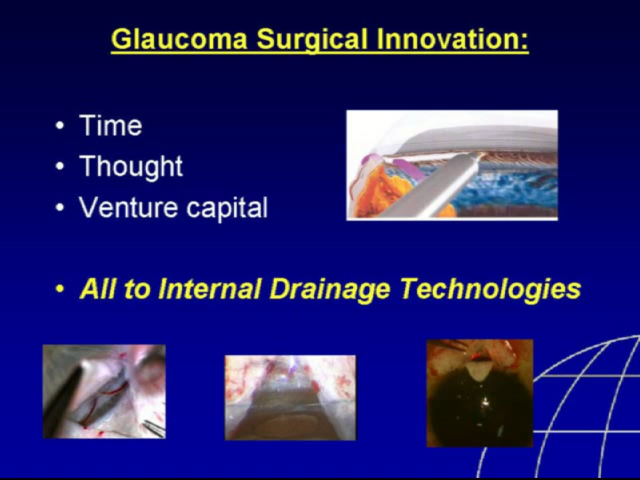 Glaucoma Surgical Innovation:
• Time
• Thought
• Venture capital
• All to Internal Drainage Technologies